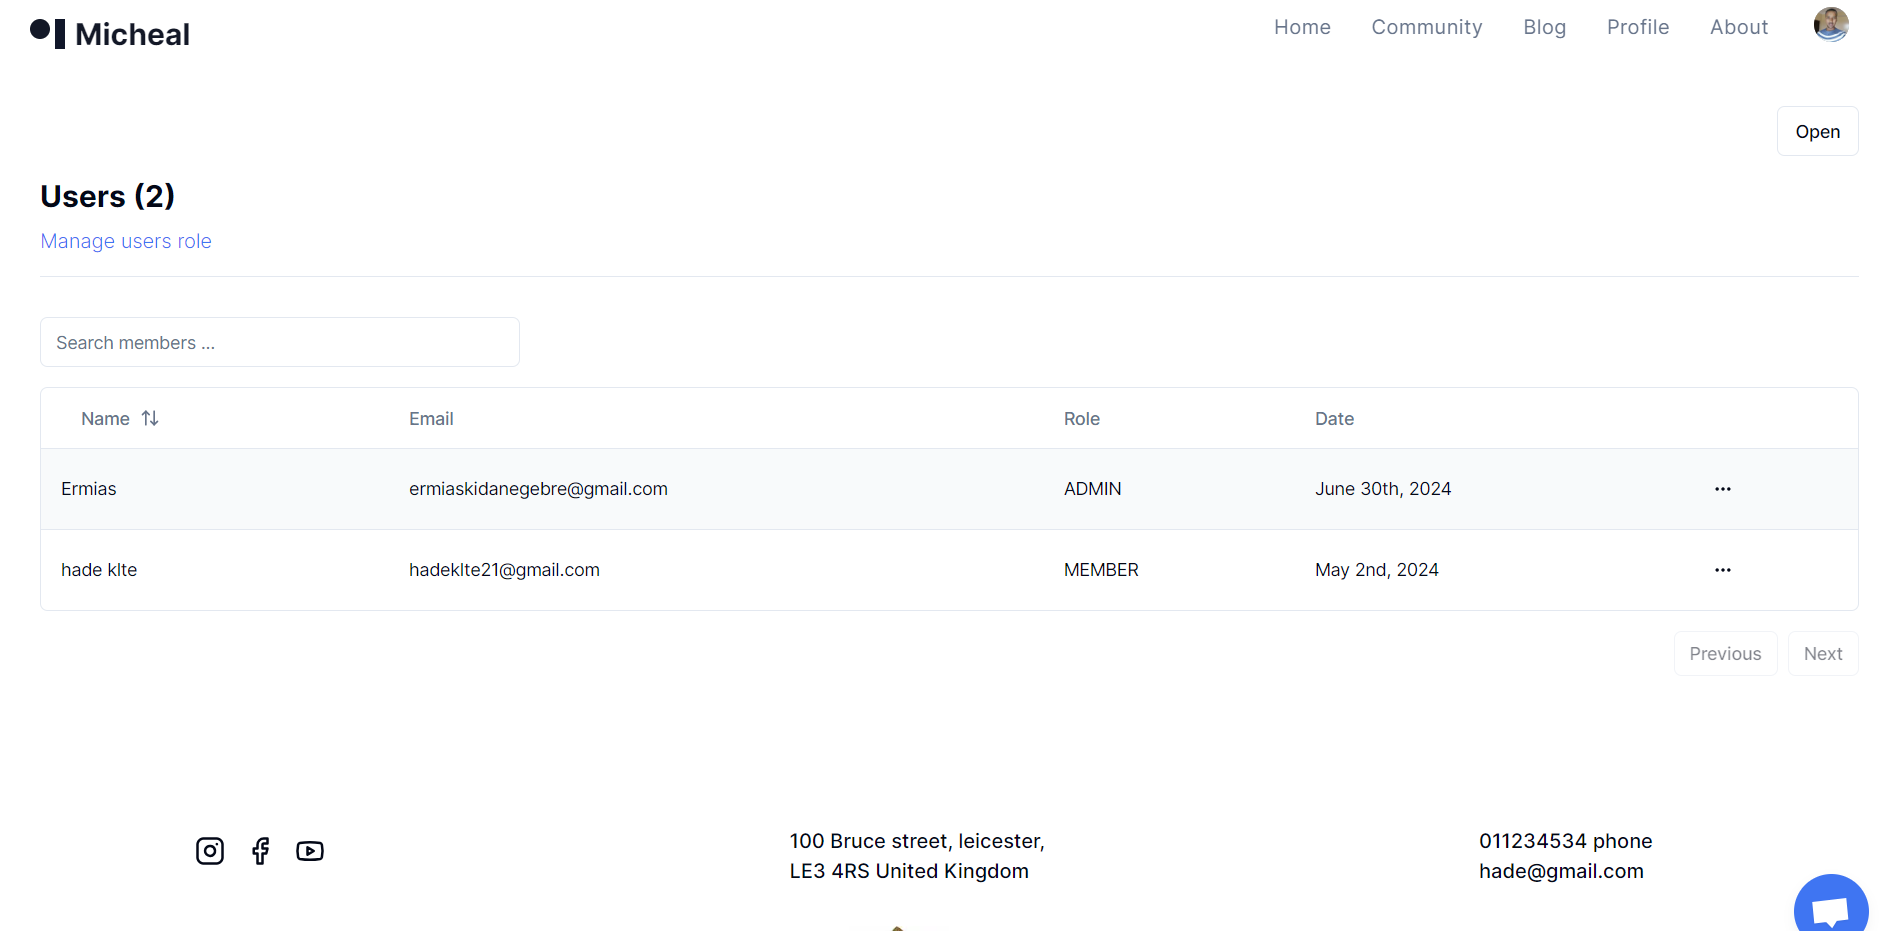 Micheal
Home Community Blog Profile About
Open
Users (2)
Manage users role
Search members ...
Name Email Role Date
Ermias ermiaskidanegebre@gmail.com ADMIN June 30th, 2024
hade klte hadeklte21@gmail.com MEMBER May 2nd, 2024
Previous Next
100 Bruce street, leicester,
LE3 4RS United Kingdom
011234534 phone
hade@gmail.com